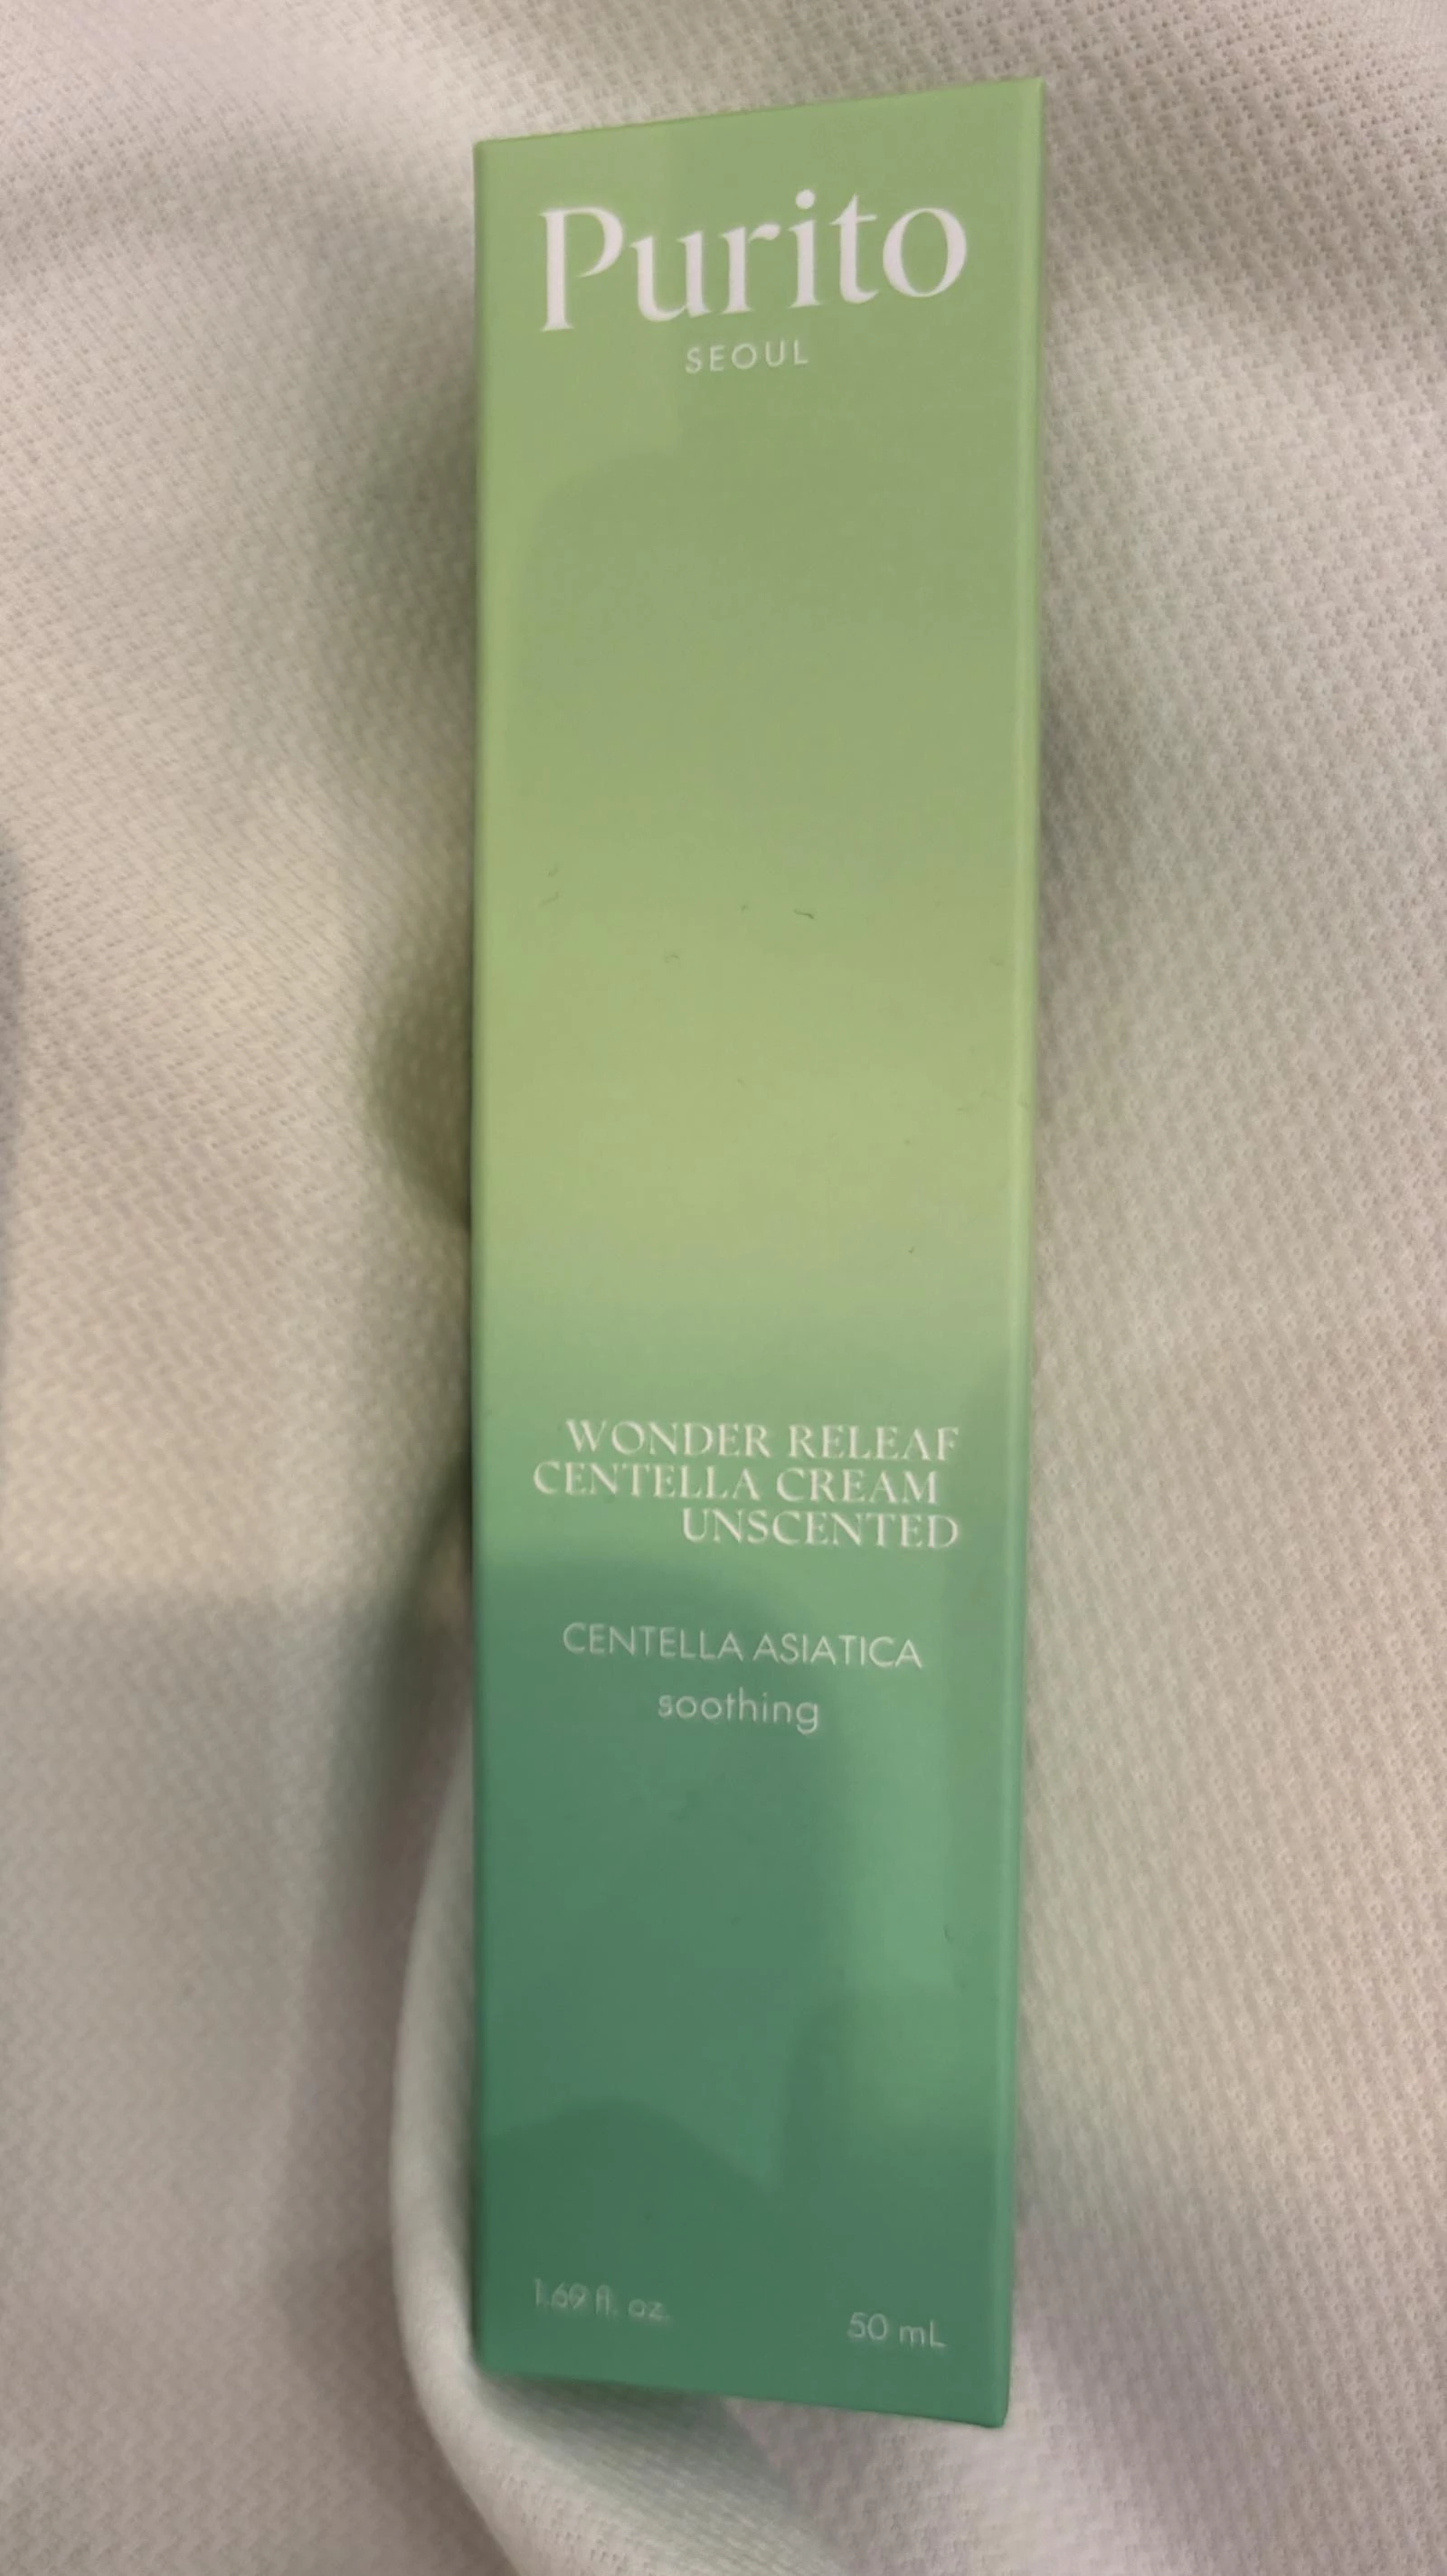 Purito
SEOUL
WONDER RELEAF
CENTELLA CREAM
UNSCENTED
CENTELLA ASIATICA
soothing
1.69 fl. oz.
50 mL